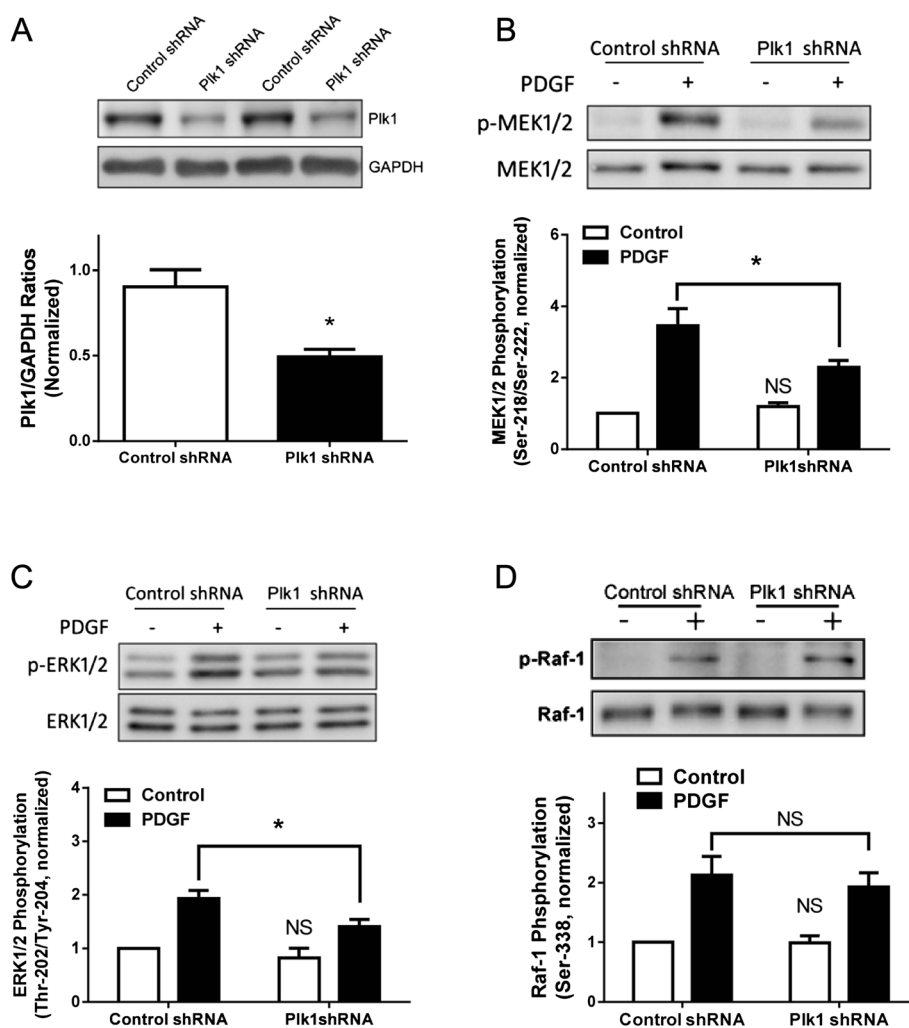 A
Control shRNA
Plk1 shRNA
Control shRNA
Plk1 shRNA
Plk1
GAPDH
Plk1/GAPDH Ratios
(Normalized)
1.0
0.5
0.0
*
Control shRNA
Plk1 shRNA
B
Control shRNA Plk1 shRNA
PDGF - + - +
p-MEK1/2
MEK1/2
MEK1/2 Phosphorylation
(Ser-218/Ser-222, normalized)
6
4
2
0
Control
PDGF
*
NS
Control shRNA Plk1shRNA
C
Control shRNA Plk1 shRNA
PDGF - + - +
p-ERK1/2
ERK1/2
ERK1/2 Phosphorylation
(Thr-202/Tyr-204, normalized)
4
3
2
1
0
Control
PDGF
*
NS
Control shRNA Plk1shRNA
D
Control shRNA Plk1 shRNA
- + - +
p-Raf-1
Raf-1
Raf-1 Phsphorylation
(Ser-338, normalized)
3
2
1
0
Control
PDGF
NS
NS
Control shRNA Plk1 shRNA